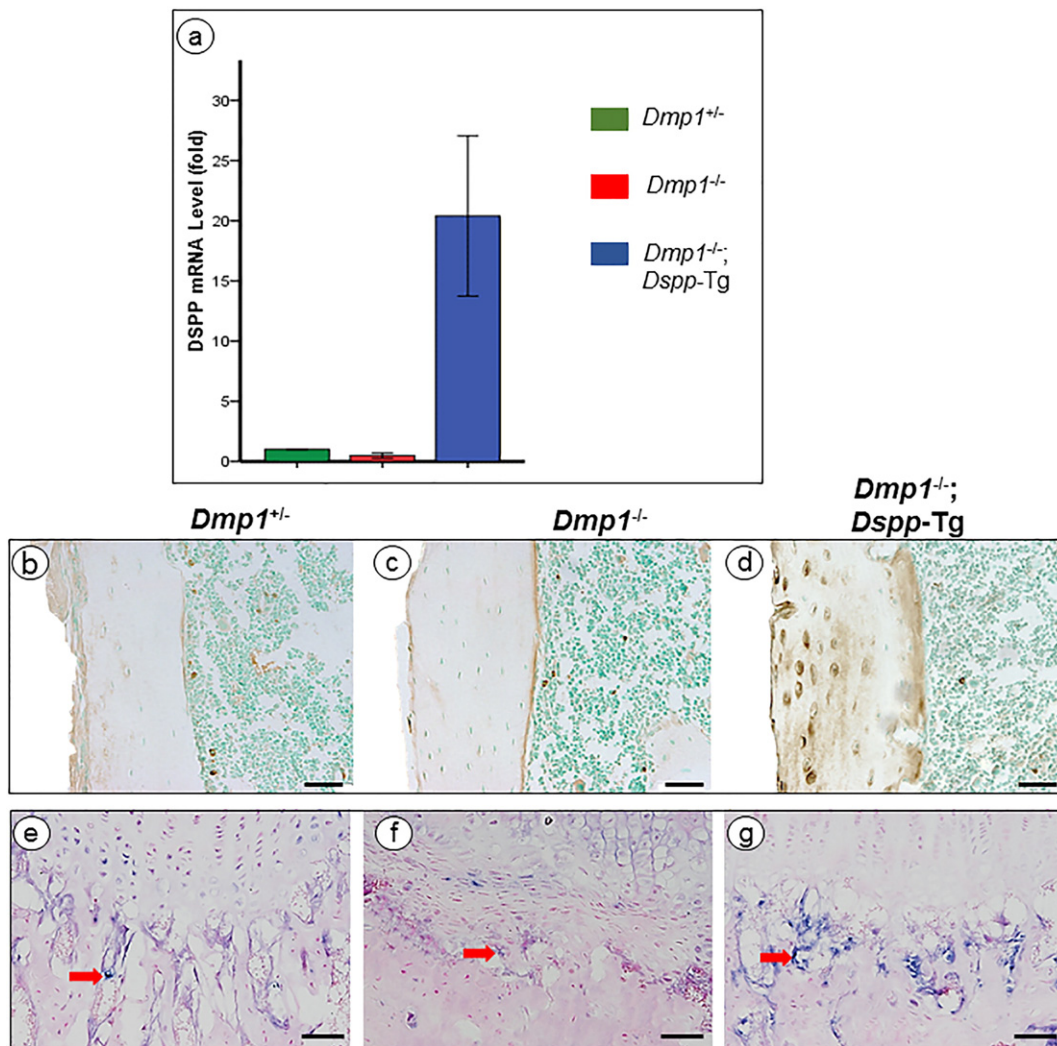 a
DSPP mRNA Level (fold)
30
25
20
15
10
5
0
Dmp1+/-
Dmp1-/-
Dmp1-/-;
Dspp-Tg
Dmp1+/-
Dmp1-/-
Dmp1-/-;
Dspp-Tg
b
c
d
e
f
g